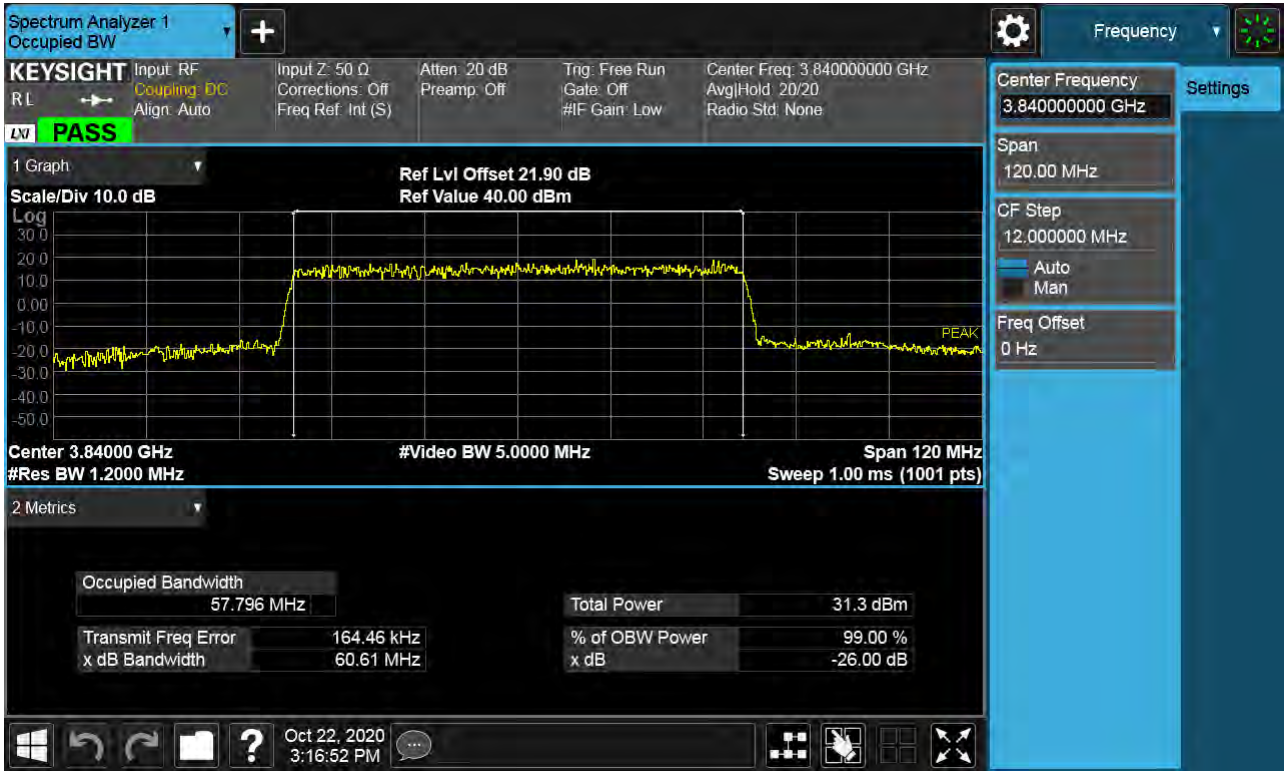 Spectrum Analyzer 1
Occupied BW
Frequency
KEYSIGHT
RL
LXI
PASS
Input: RF
Coupling: DC
Align: Auto
Input Z: 50 Ω
Corrections: Off
Freq Ref: Int (S)
Atten: 20 dB
Preamp: Off
Trig: Free Run
Gate: Off
#IF Gain: Low
Center Freq: 3.840000000 GHz
Avg|Hold: 20/20
Radio Std: None
Center Frequency
3.840000000 GHz
Settings
Span
120.00 MHz
CF Step
12.000000 MHz
Auto
Man
Freq Offset
0 Hz
1 Graph
Scale/Div 10.0 dB
Ref Lvl Offset 21.90 dB
Ref Value 40.00 dBm
Log
30.0
20.0
10.0
0.00
-10.0
-20.0
-30.0
-40.0
-50.0
PEAK
Center 3.84000 GHz
#Video BW 5.0000 MHz
Span 120 MHz
#Res BW 1.2000 MHz
Sweep 1.00 ms (1001 pts)
2 Metrics
Occupied Bandwidth
57.796 MHz
Total Power 31.3 dBm
Transmit Freq Error 164.46 kHz
% of OBW Power 99.00 %
x dB Bandwidth 60.61 MHz
x dB -26.00 dB
?
Oct 22, 2020
3:16:52 PM